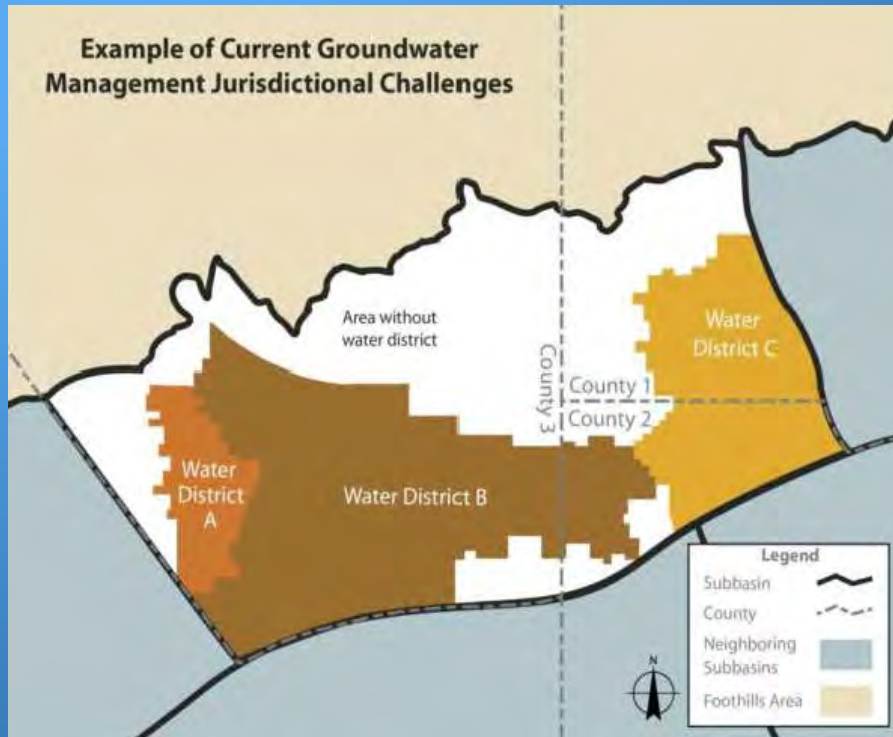 Example of Current Groundwater
Management Jurisdictional Challenges
Area without
water district
County 3
County 1
County 2
Water
District C
Water
District
A
Water District B
Legend
Subbasin
County
Neighboring
Subbasins
Foothills Area
N